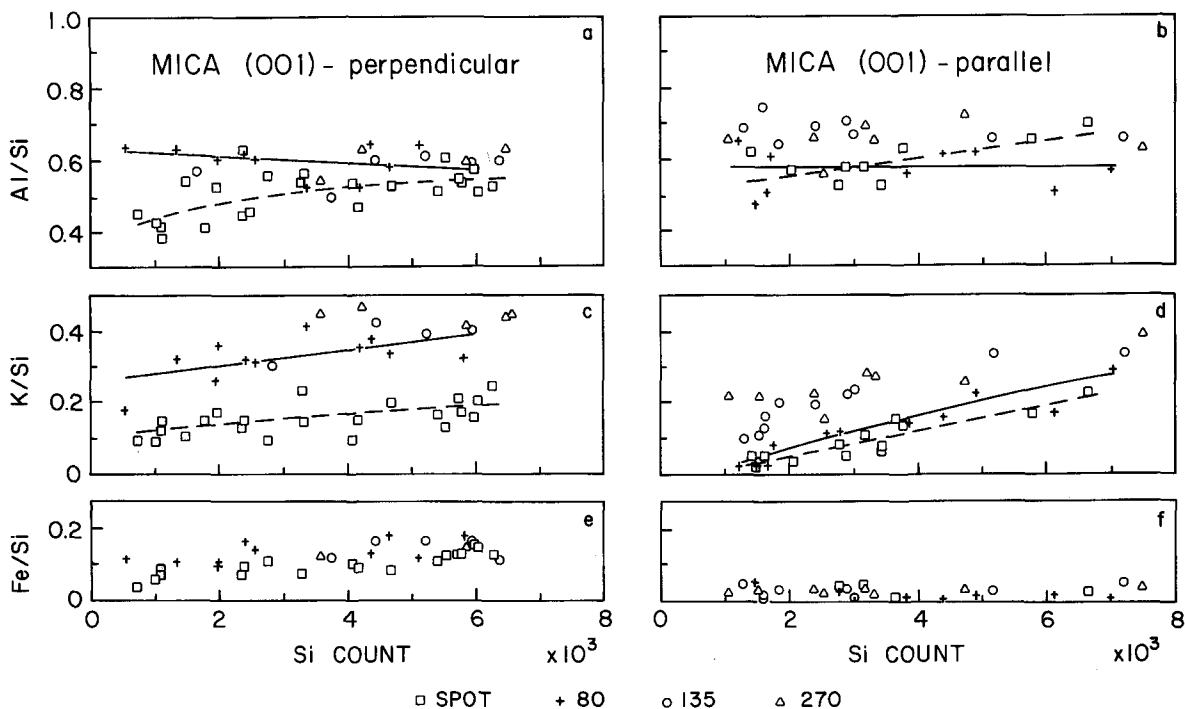 1.0
a
b
MICA (001) - perpendicular
MICA (001) - parallel
0.8
Al/Si
0.6
0.4
c
d
0.4
K/Si
0.2
0
e
f
0.2
Fe/Si
0
0 2 4 6
0 2 4 6 8
Si COUNT x10³
Si COUNT x10³
□ SPOT + 80 ○ 135 △ 270